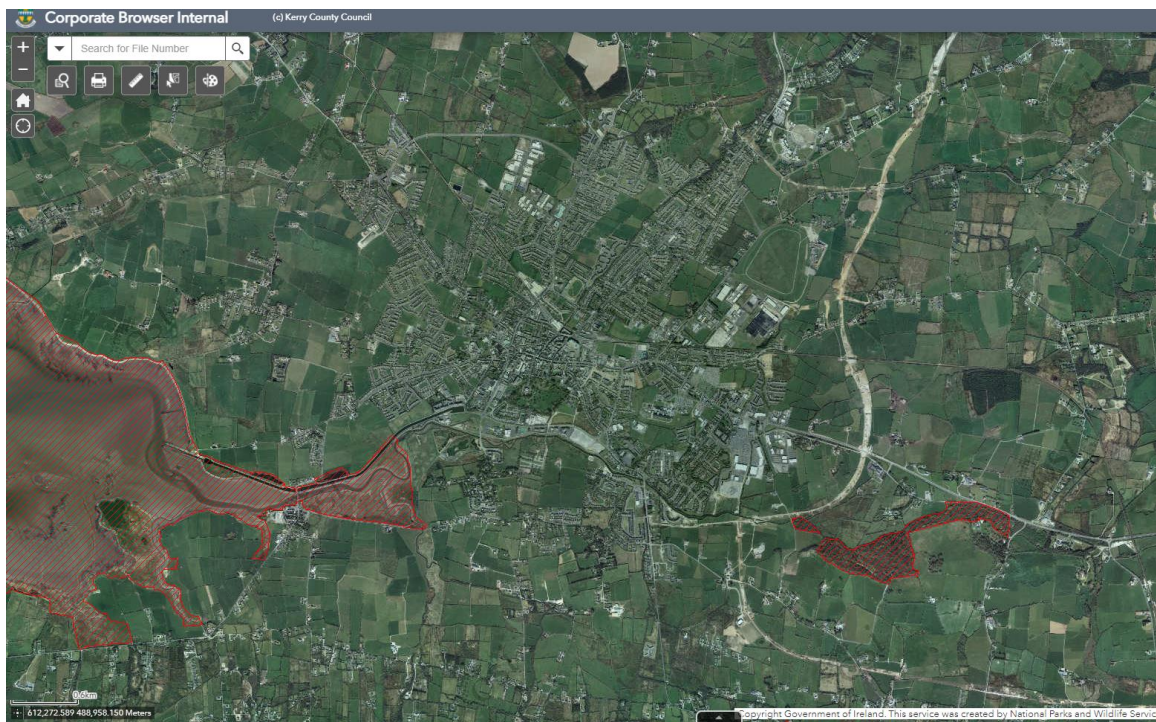 Corporate Browser Internal (c) Kerry County Council
+
Search for File Number
−
0.6km
612,272.589 488,958.150 Meters
Copyright Government of Ireland. This service was created by National Parks and Wildlife Servic